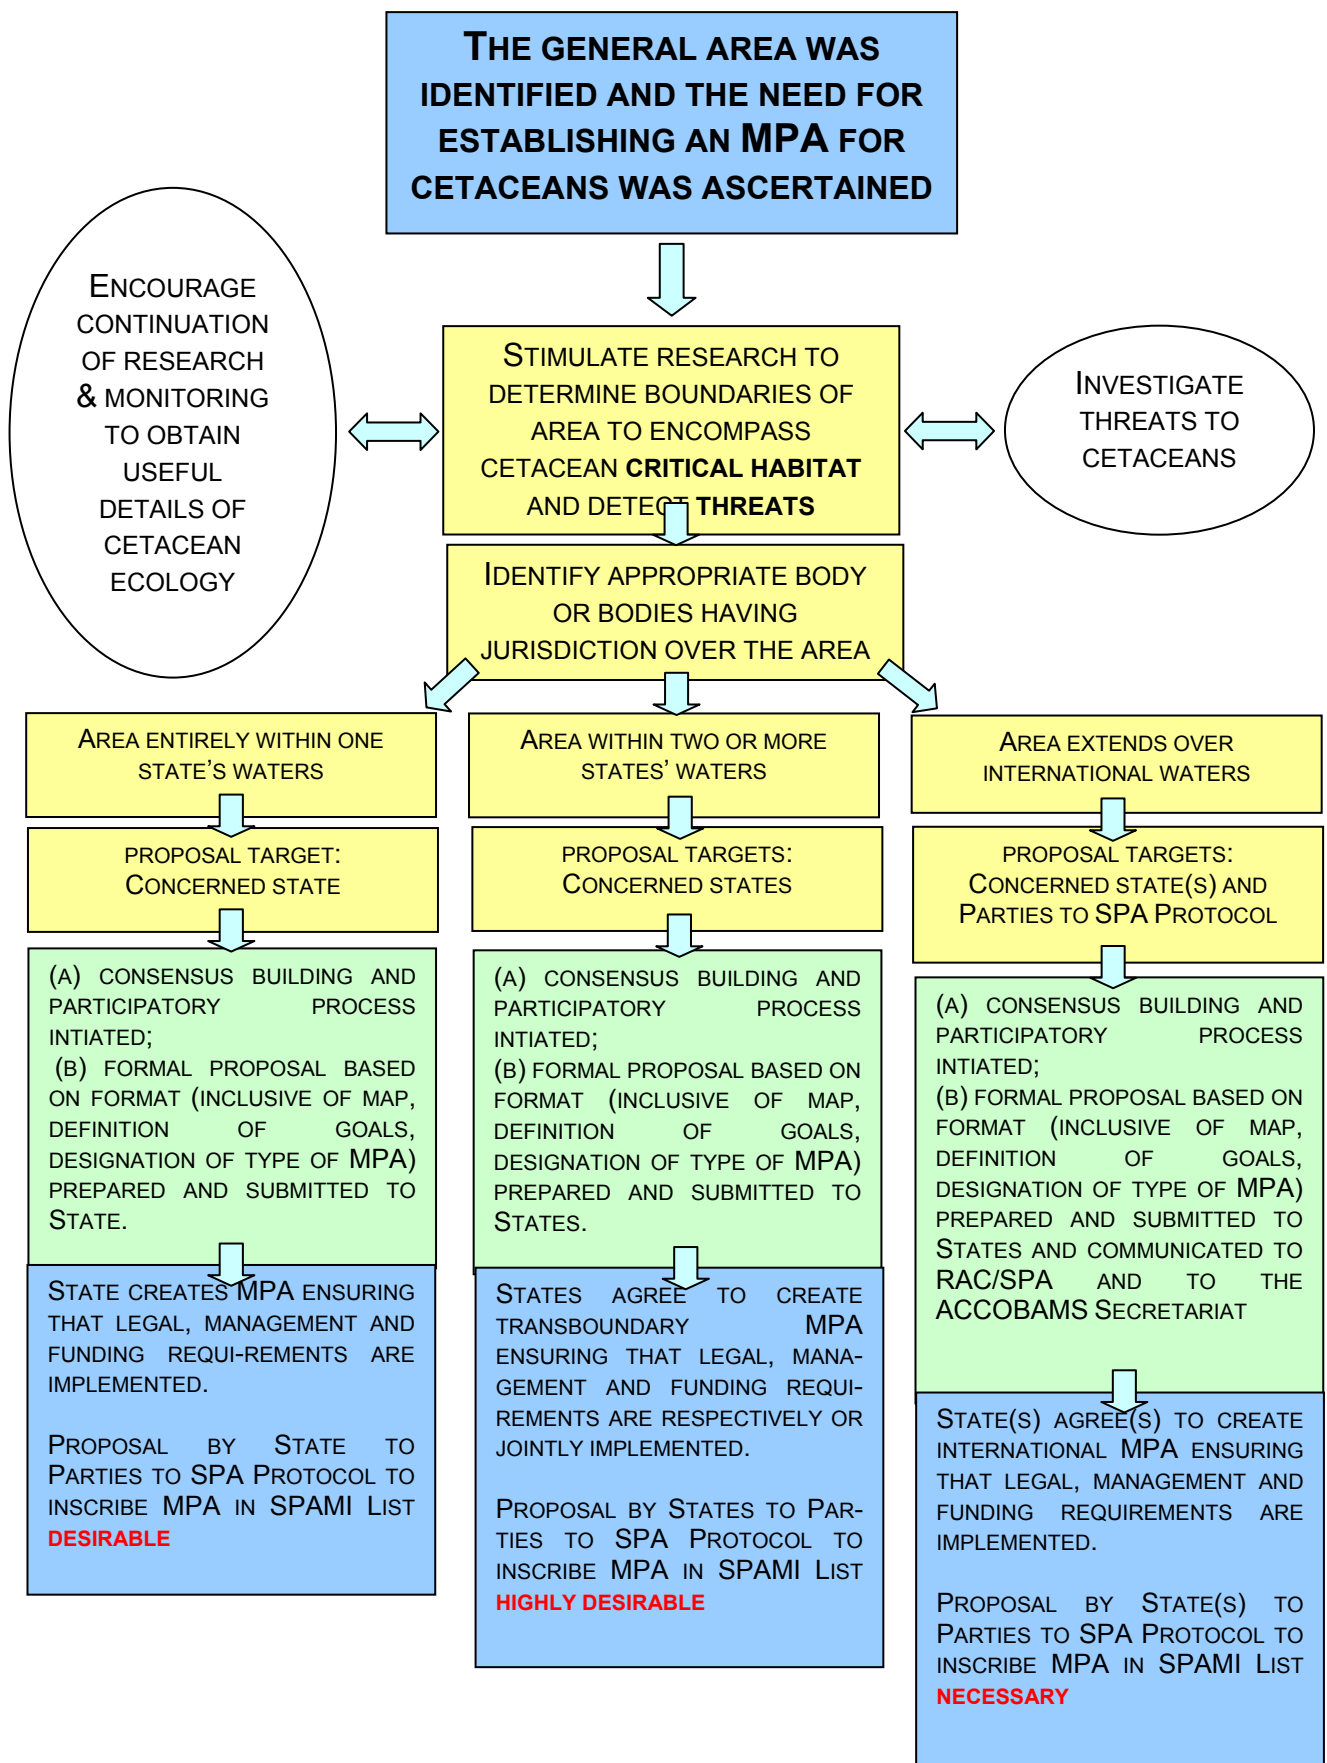 THE GENERAL AREA WAS
IDENTIFIED AND THE NEED FOR
ESTABLISHING AN MPA FOR
CETACEANS WAS ASCERTAINED
ENCOURAGE
CONTINUATION
OF RESEARCH
& MONITORING
TO OBTAIN
USEFUL
DETAILS OF
CETACEAN
ECOLOGY
STIMULATE RESEARCH TO
DETERMINE BOUNDARIES OF
AREA TO ENCOMPASS
CETACEAN CRITICAL HABITAT
AND DETECT THREATS
INVESTIGATE
THREATS TO
CETACEANS
IDENTIFY APPROPRIATE BODY
OR BODIES HAVING
JURISDICTION OVER THE AREA
AREA ENTIRELY WITHIN ONE
STATE'S WATERS
PROPOSAL TARGET:
CONCERNED STATE
(A) CONSENSUS BUILDING AND
PARTICIPATORY PROCESS
INTIATED;
(B) FORMAL PROPOSAL BASED
ON FORMAT (INCLUSIVE OF MAP,
DEFINITION OF GOALS,
DESIGNATION OF TYPE OF MPA)
PREPARED AND SUBMITTED TO
STATE.
STATE CREATES MPA ENSURING
THAT LEGAL, MANAGEMENT AND
FUNDING REQUI-REMENTS ARE
IMPLEMENTED.
PROPOSAL BY STATE TO
PARTIES TO SPA PROTOCOL TO
INSCRIBE MPA IN SPAMI LIST
DESIRABLE
AREA WITHIN TWO OR MORE
STATES' WATERS
PROPOSAL TARGETS:
CONCERNED STATES
(A) CONSENSUS BUILDING AND
PARTICIPATORY PROCESS
INTIATED;
(B) FORMAL PROPOSAL BASED ON
FORMAT (INCLUSIVE OF MAP,
DEFINITION OF GOALS,
DESIGNATION OF TYPE OF MPA)
PREPARED AND SUBMITTED TO
STATES.
STATES AGREE TO CREATE
TRANSBOUNDARY MPA
ENSURING THAT LEGAL, MANA-
GEMENT AND FUNDING REQUI-
REMENTS ARE RESPECTIVELY OR
JOINTLY IMPLEMENTED.
PROPOSAL BY STATES TO PAR-
TIES TO SPA PROTOCOL TO
INSCRIBE MPA IN SPAMI LIST
HIGHLY DESIRABLE
AREA EXTENDS OVER
INTERNATIONAL WATERS
PROPOSAL TARGETS:
CONCERNED STATE(S) AND
PARTIES TO SPA PROTOCOL
(A) CONSENSUS BUILDING AND
PARTICIPATORY PROCESS
INTIATED;
(B) FORMAL PROPOSAL BASED ON
FORMAT (INCLUSIVE OF MAP,
DEFINITION OF GOALS,
DESIGNATION OF TYPE OF MPA)
PREPARED AND SUBMITTED TO
STATES AND COMMUNICATED TO
RAC/SPA AND TO THE
ACCOBAMS SECRETARIAT
STATE(S) AGREE(S) TO CREATE
INTERNATIONAL MPA ENSURING
THAT LEGAL, MANAGEMENT AND
FUNDING REQUIREMENTS ARE
IMPLEMENTED.
PROPOSAL BY STATE(S) TO
PARTIES TO SPA PROTOCOL TO
INSCRIBE MPA IN SPAMI LIST
NECESSARY